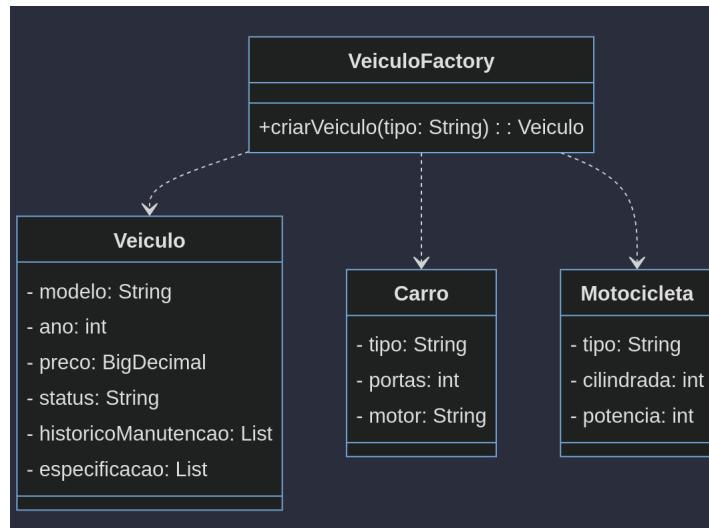 VeiculoFactory
+criarVeiculo(tipo: String) : : Veiculo
Veiculo
- modelo: String
- ano: int
- preco: BigDecimal
- status: String
- historicoManutencao: List
- especificacao: List
Carro
- tipo: String
- portas: int
- motor: String
Motocicleta
- tipo: String
- cilindrada: int
- potencia: int